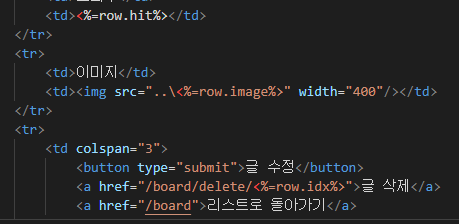 <td><%=row.hit%></td>
</tr>
<tr>
<td>이미지</td>
<td><img src="..\<%=row.image%>" width="400"/></td>
</tr>
<tr>
<td colspan="3">
<button type="submit">글 수정</button>
<a href="/board/delete/<%=row.idx%>">글 삭제</a>
<a href="/board">리스트로 돌아가기</a>